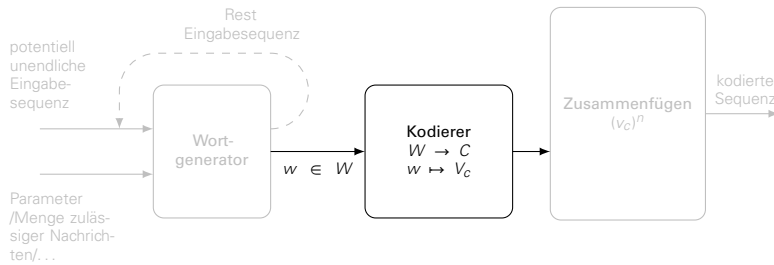 Rest
Eingabesequenz
potentiell
unendliche
Eingabe-
sequenz
Wort-
generator
w ∈ W
Kodierer
W → C
w ↦ V_c
Zusammenfügen
(v_c)^n
kodierte
Sequenz
Parameter
/Menge zuläs-
siger Nachrich-
ten/...